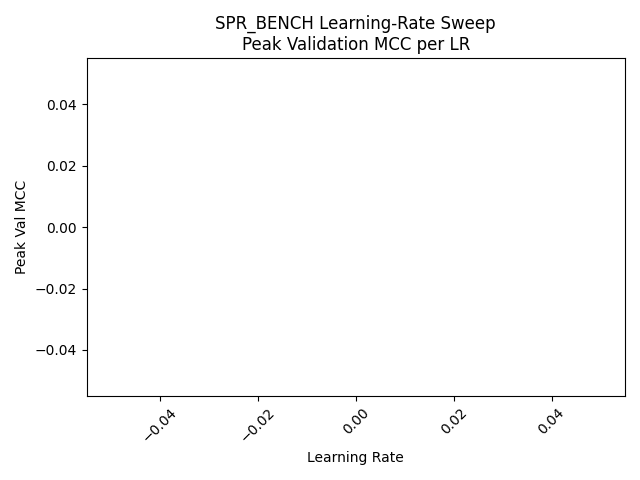 SPR_BENCH Learning-Rate Sweep
Peak Validation MCC per LR
0.04
0.02
0.00
−0.02
−0.04
Peak Val MCC
−0.04
−0.02
0.00
0.02
0.04
Learning Rate